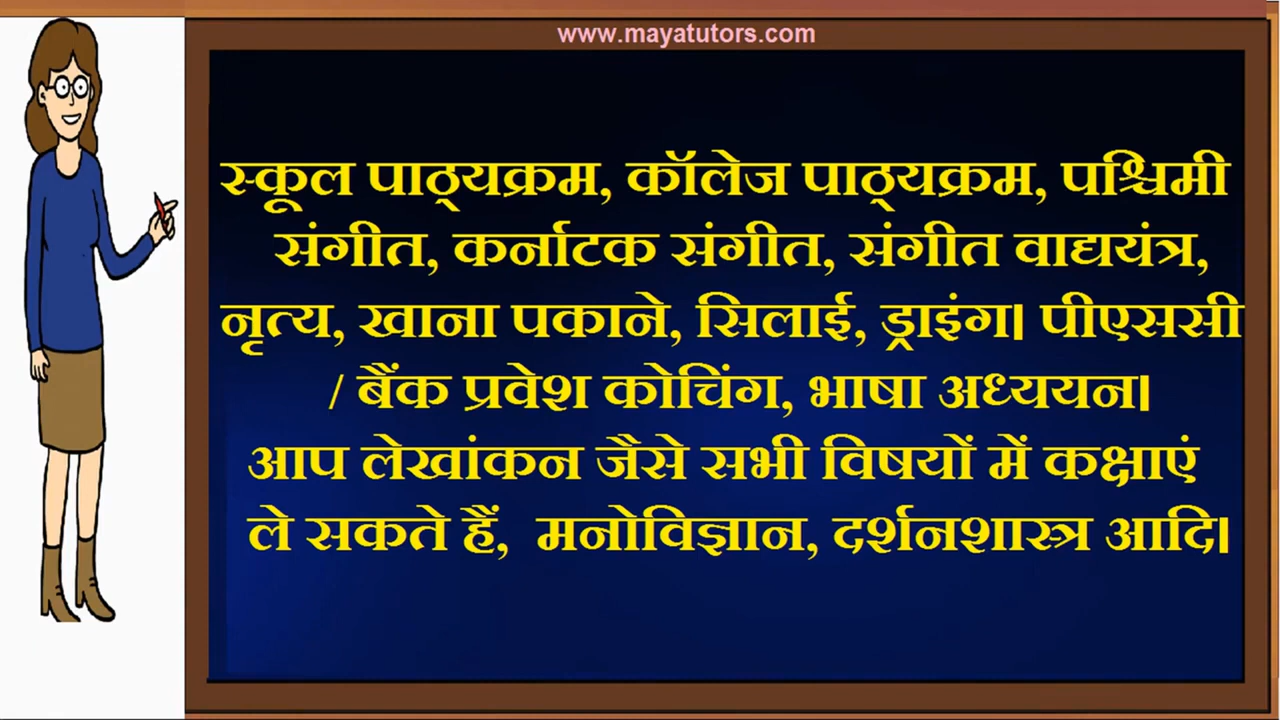 www.mayatutors.com
स्कूल पाठ्यक्रम, कॉलेज पाठ्यक्रम, पश्चिमी
संगीत, कर्नाटक संगीत, संगीत वाद्ययंत्र,
नृत्य, खाना पकाने, सिलाई, ड्राइंग। पीएससी
/ बैंक प्रवेश कोचिंग, भाषा अध्ययन।
आप लेखांकन जैसे सभी विषयों में कक्षाएं
ले सकते हैं, मनोविज्ञान, दर्शनशास्त्र आदि।